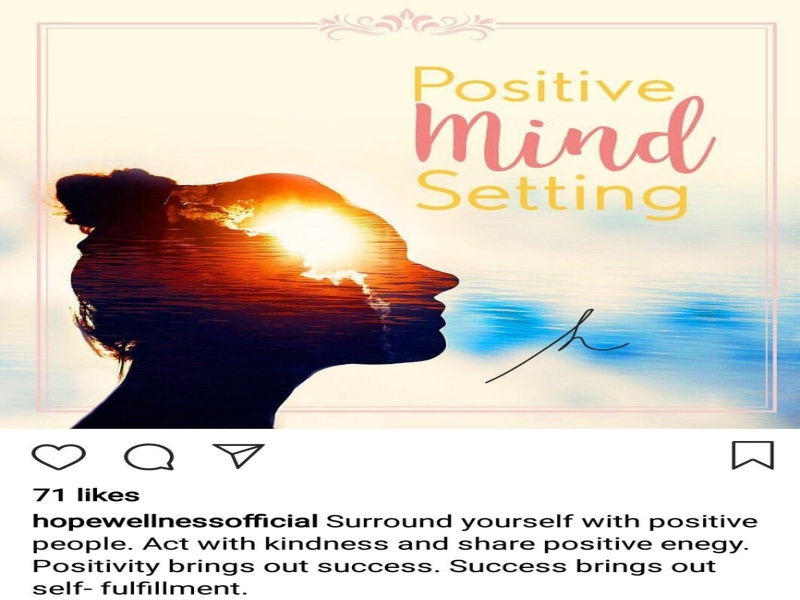 Positive
Mind
Setting
h
71 likes
hopewellnessofficial Surround yourself with positive
people. Act with kindness and share positive enegy.
Positivity brings out success. Success brings out
self- fulfillment.